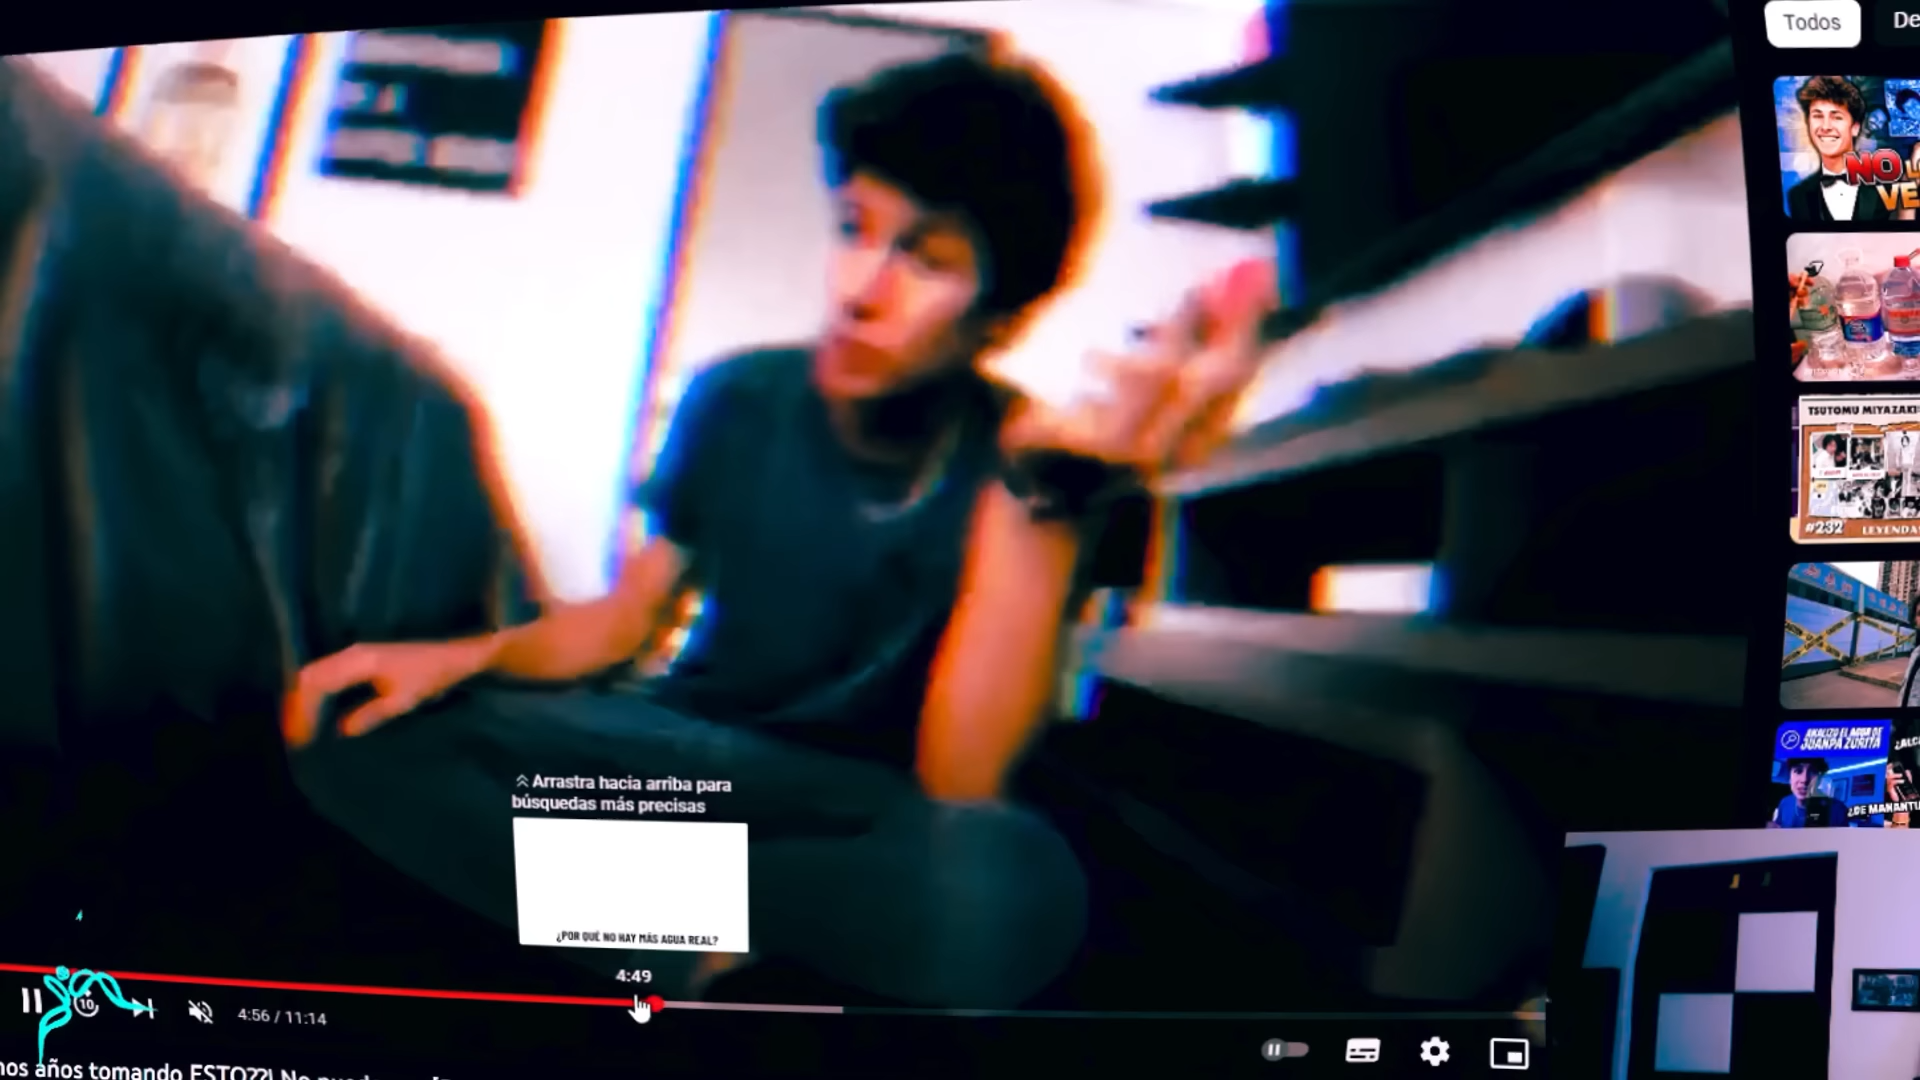 Todos
De
NO
VE
TSUTOMU MIYAZAKI
#232 LEYENDA
ANALIZO EL AGUA DE
JUANPA ZURITA
¿DE MANANTI
Arrastra hacia arriba para
búsquedas más precisas
¿POR QUÉ NO HAY MÁS AGUA REAL?
4:49
10
4:56 / 11:14
nos años tomando ESTO??! No